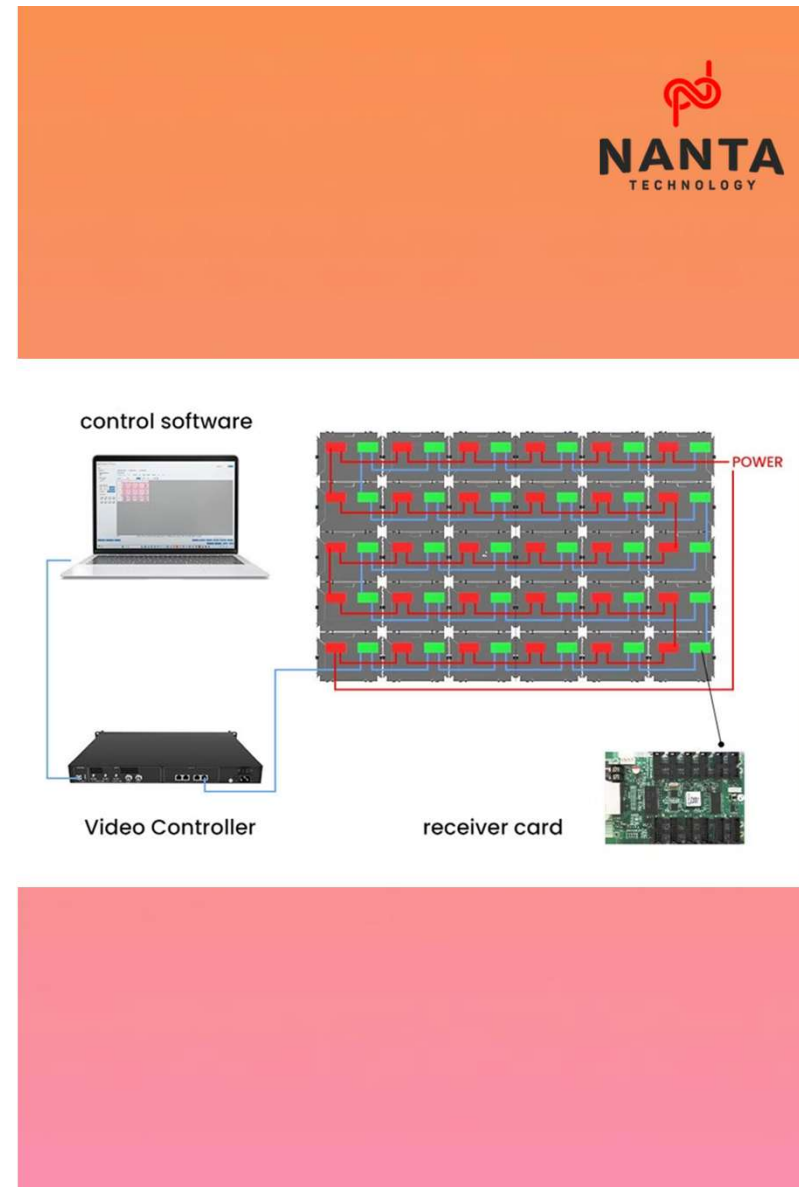 NANTA
TECHNOLOGY
control software
POWER
Video Controller
receiver card